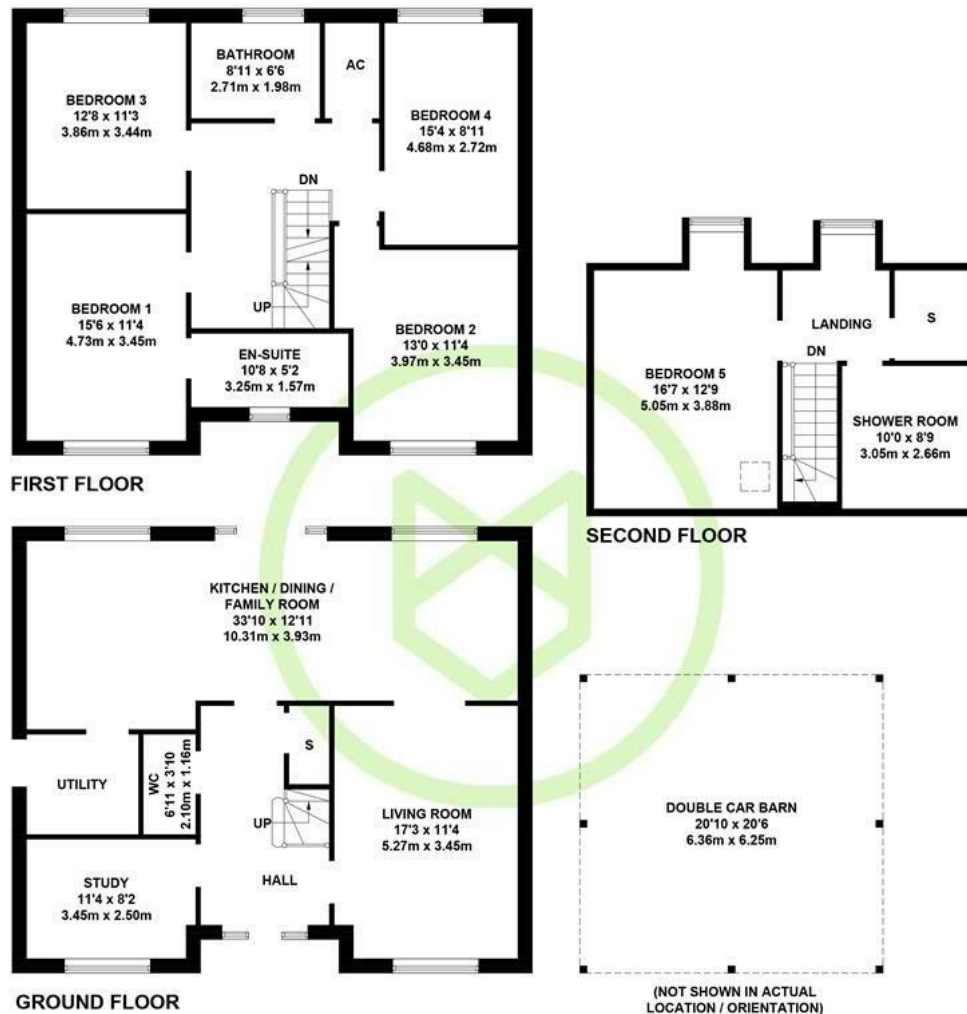 BATHROOM
8'11 x 6'6
2.71m x 1.98m
AC
BEDROOM 3
12'8 x 11'3
3.86m x 3.44m
BEDROOM 4
15'4 x 8'11
4.68m x 2.72m
DN
BEDROOM 1
15'6 x 11'4
4.73m x 3.45m
UP
BEDROOM 2
13'0 x 11'4
3.97m x 3.45m
EN-SUITE
10'8 x 5'2
3.25m x 1.57m
FIRST FLOOR
LANDING
S
DN
BEDROOM 5
16'7 x 12'9
5.05m x 3.88m
SHOWER ROOM
10'0 x 8'9
3.05m x 2.66m
SECOND FLOOR
KITCHEN / DINING /
FAMILY ROOM
33'10 x 12'11
10.31m x 3.93m
S
UTILITY
WC
6'11 x 3'10
2.10m x 1.16m
UP
LIVING ROOM
17'3 x 11'4
5.27m x 3.45m
STUDY
11'4 x 8'2
3.45m x 2.50m
HALL
GROUND FLOOR
DOUBLE CAR BARN
20'10 x 20'6
6.36m x 6.25m
(NOT SHOWN IN ACTUAL
LOCATION / ORIENTATION)